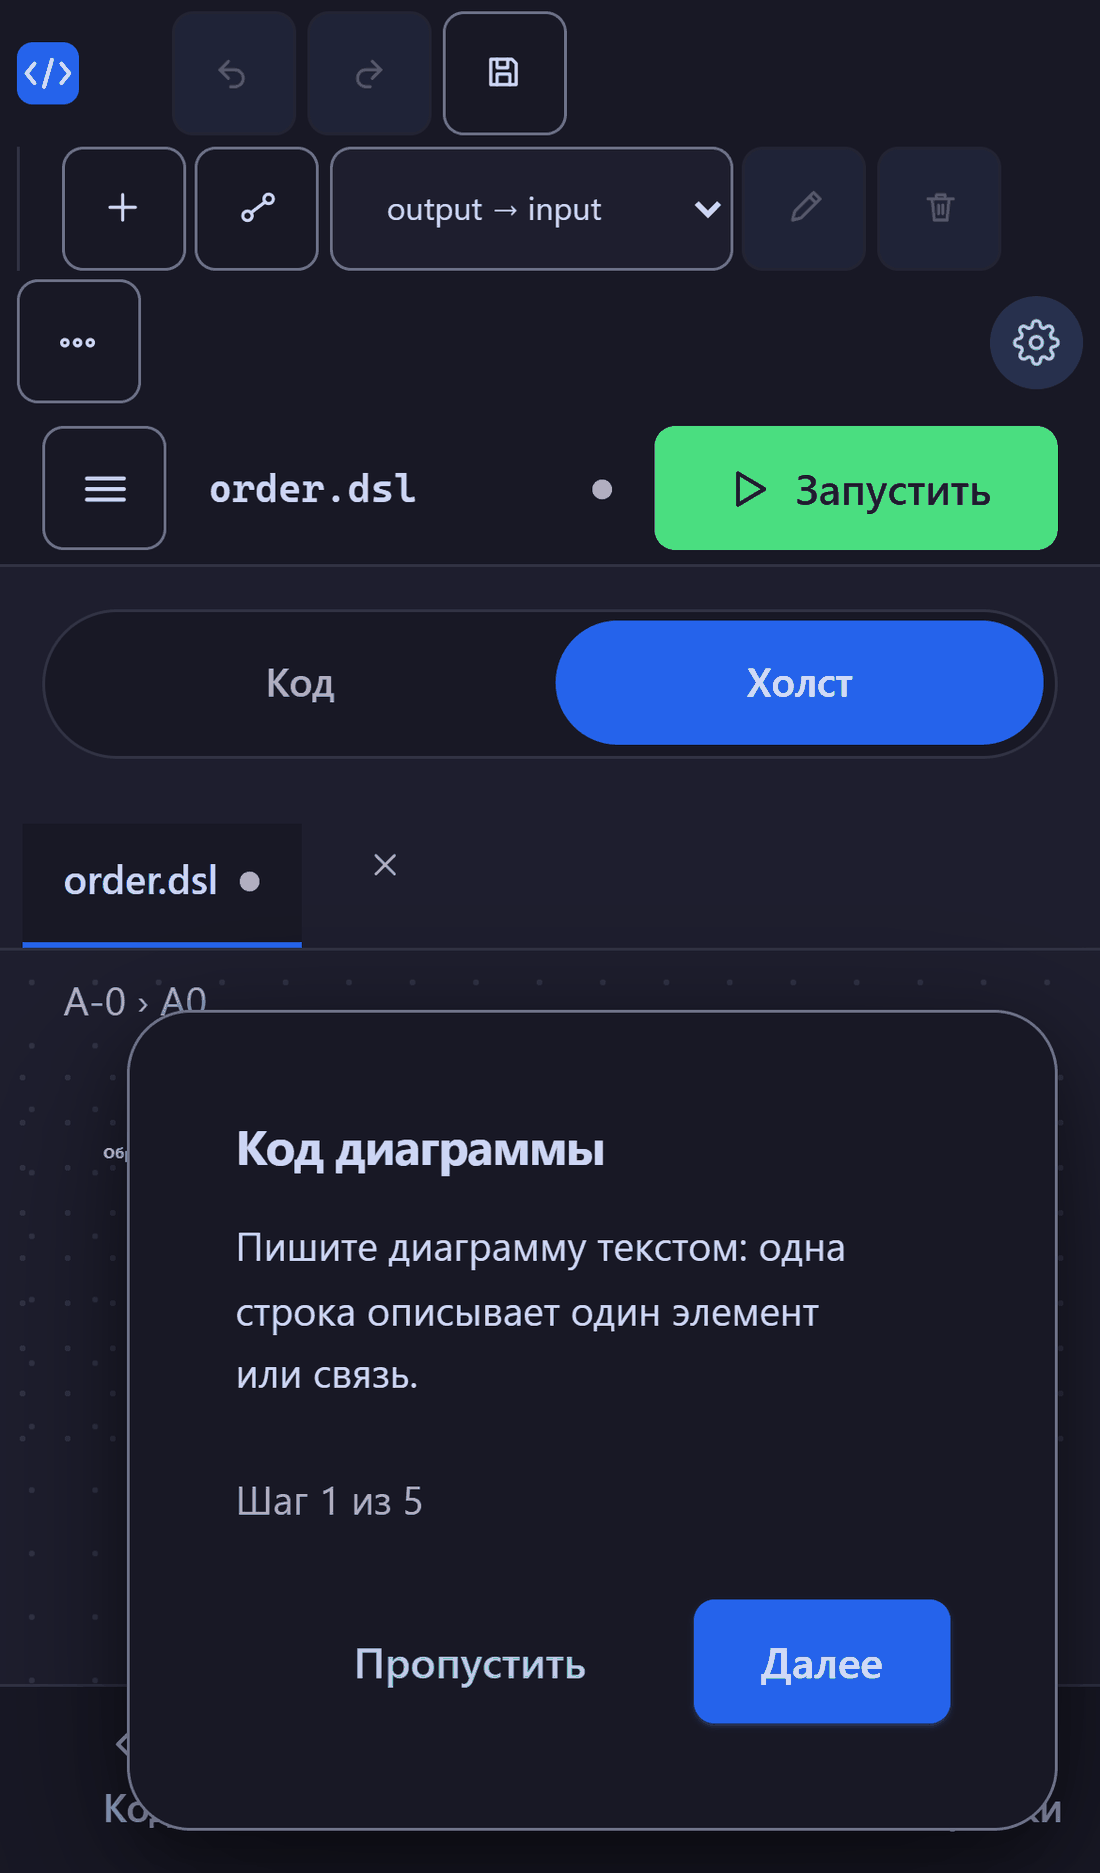 output → input
order.dsl
Запустить
Код
Холст
order.dsl
A-0 › A0
Код диаграммы
Пишите диаграмму текстом: одна
строка описывает один элемент
или связь.
Шаг 1 из 5
Пропустить
Далее